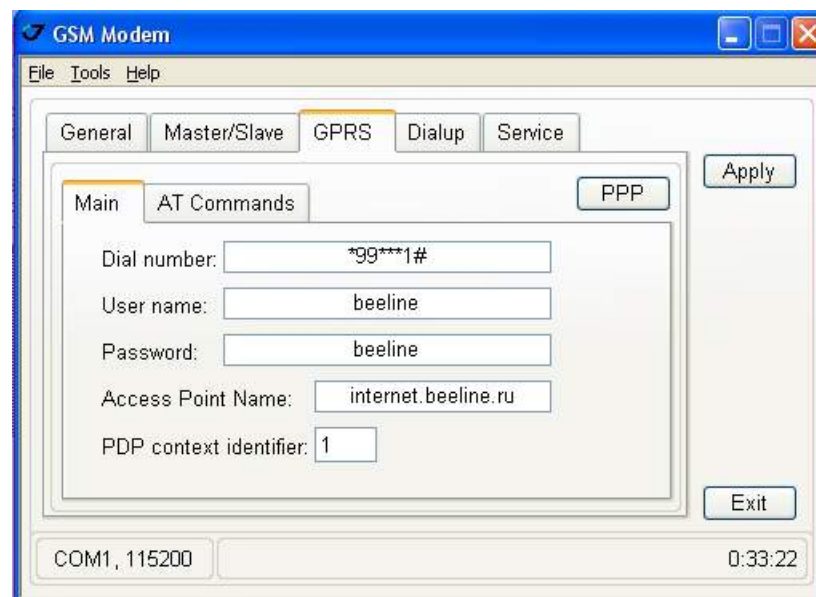 GSM Modem
File Tools Help
General Master/Slave GPRS Dialup Service
Apply
Main AT Commands PPP
Dial number: *99***1#
User name: beeline
Password: beeline
Access Point Name: internet.beeline.ru
PDP context identifier: 1
Exit
COM1, 115200 0:33:22